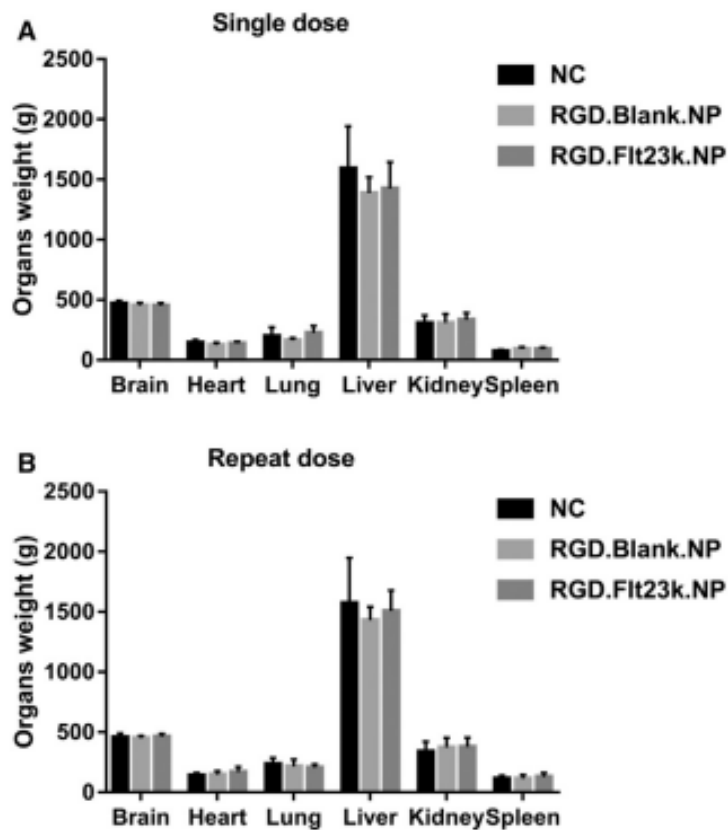 A
Single dose
Organs weight (g)
2500
2000
1500
1000
500
0
Brain Heart Lung Liver Kidney Spleen
NC
RGD.Blank.NP
RGD.Flt23k.NP
B
Repeat dose
Organs weight (g)
2500
2000
1500
1000
500
0
Brain Heart Lung Liver Kidney Spleen
NC
RGD.Blank.NP
RGD.Flt23k.NP